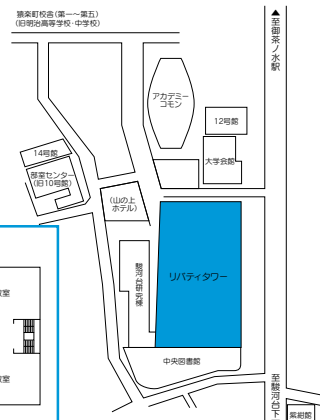 猿楽町校舎(第一〜第五)
(旧明治高等学校・中学校)
▲至御茶ノ水駅
アカデミー
コモン
12号館
14号館
大学会館
部室センター
(旧10号館)
(山の上
ホテル)
駿河台研究棟
リバティタワー
室
室
中央図書館
至駿河台下
紫紺館